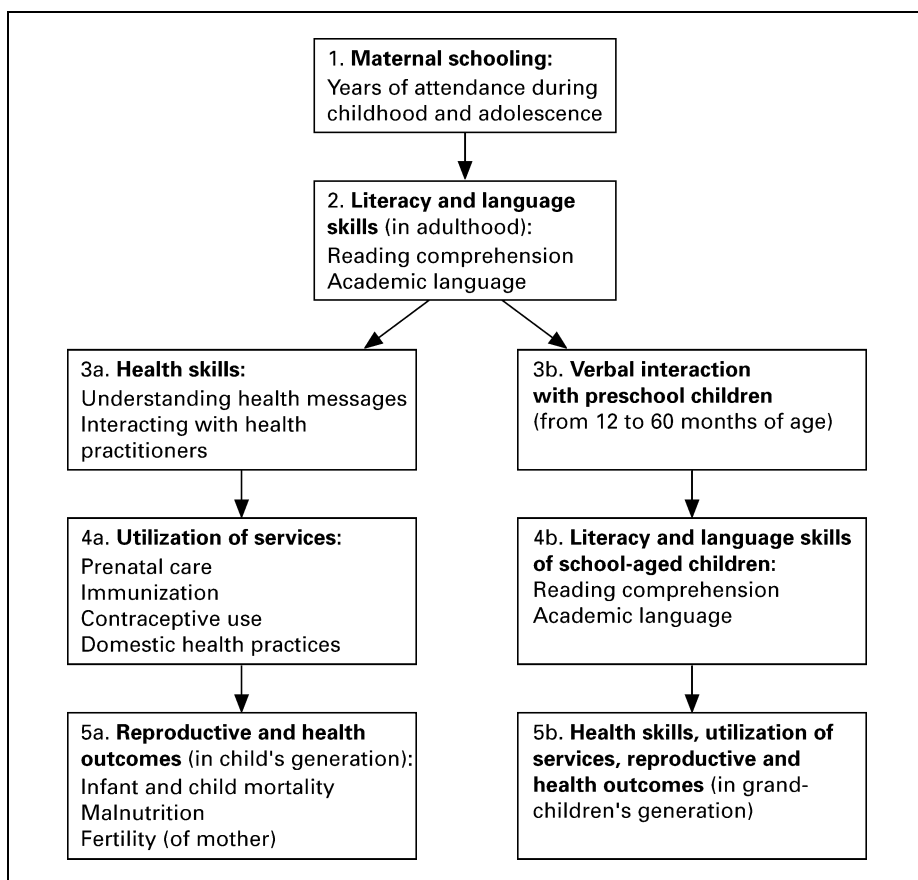 1. Maternal schooling:
Years of attendance during
childhood and adolescence
2. Literacy and language
skills (in adulthood):
Reading comprehension
Academic language
3a. Health skills:
Understanding health messages
Interacting with health
practitioners
3b. Verbal interaction
with preschool children
(from 12 to 60 months of age)
4a. Utilization of services:
Prenatal care
Immunization
Contraceptive use
Domestic health practices
4b. Literacy and language skills
of school-aged children:
Reading comprehension
Academic language
5a. Reproductive and health
outcomes (in child's generation):
Infant and child mortality
Malnutrition
Fertility (of mother)
5b. Health skills, utilization of
services, reproductive and
health outcomes (in grand-
children's generation)